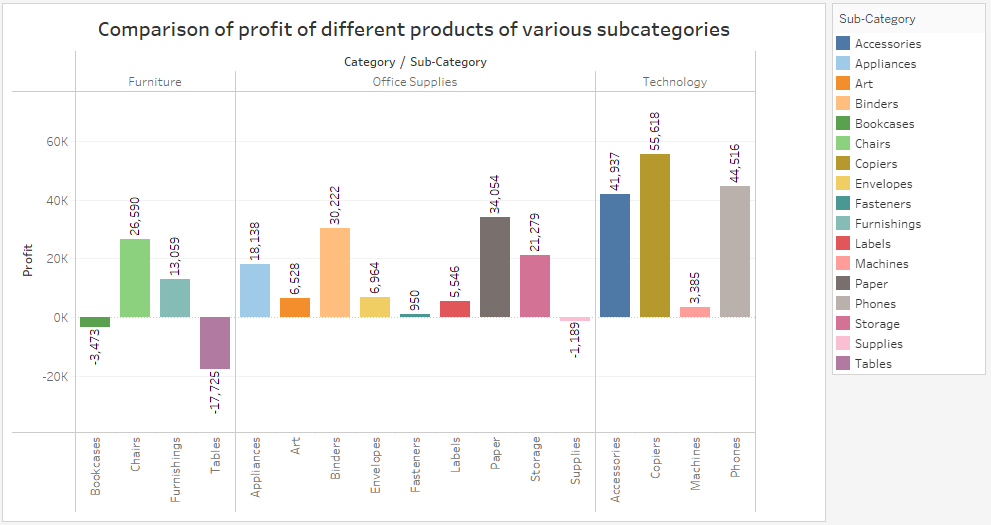 Comparison of profit of different products of various subcategories
Category / Sub-Category
Furniture
Office Supplies
Technology
Profit
60K
40K
20K
0K
-20K
-3,473
26,590
13,059
-17,725
18,138
6,528
30,222
6,964
950
5,546
34,054
21,279
-1,189
41,937
55,618
3,385
44,516
Bookcases
Chairs
Furnishings
Tables
Appliances
Art
Binders
Envelopes
Fasteners
Labels
Paper
Storage
Supplies
Accessories
Copiers
Machines
Phones
Sub-Category
Accessories
Appliances
Art
Binders
Bookcases
Chairs
Copiers
Envelopes
Fasteners
Furnishings
Labels
Machines
Paper
Phones
Storage
Supplies
Tables